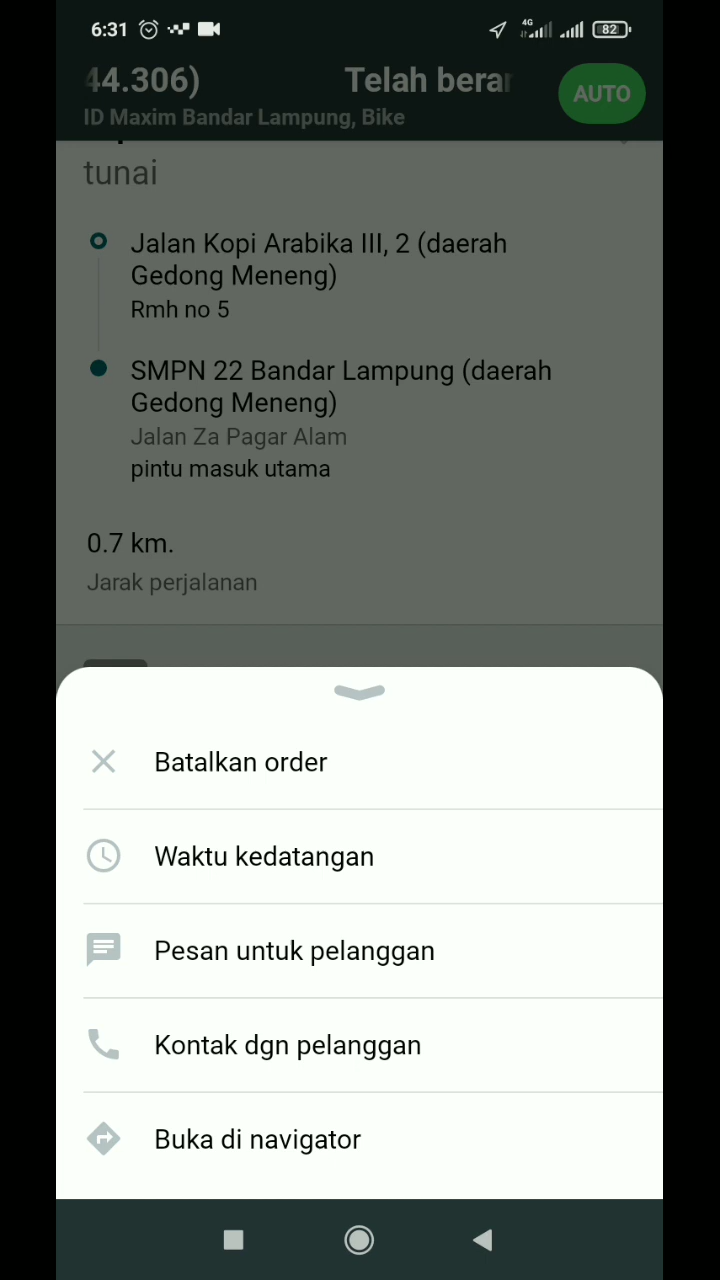 6:31
4G
82
44.306)
Telah berar
AUTO
ID Maxim Bandar Lampung, Bike
tunai
Jalan Kopi Arabika III, 2 (daerah
Gedong Meneng)
Rmh no 5
SMPN 22 Bandar Lampung (daerah
Gedong Meneng)
Jalan Za Pagar Alam
pintu masuk utama
0.7 km.
Jarak perjalanan
Batalkan order
Waktu kedatangan
Pesan untuk pelanggan
Kontak dgn pelanggan
Buka di navigator